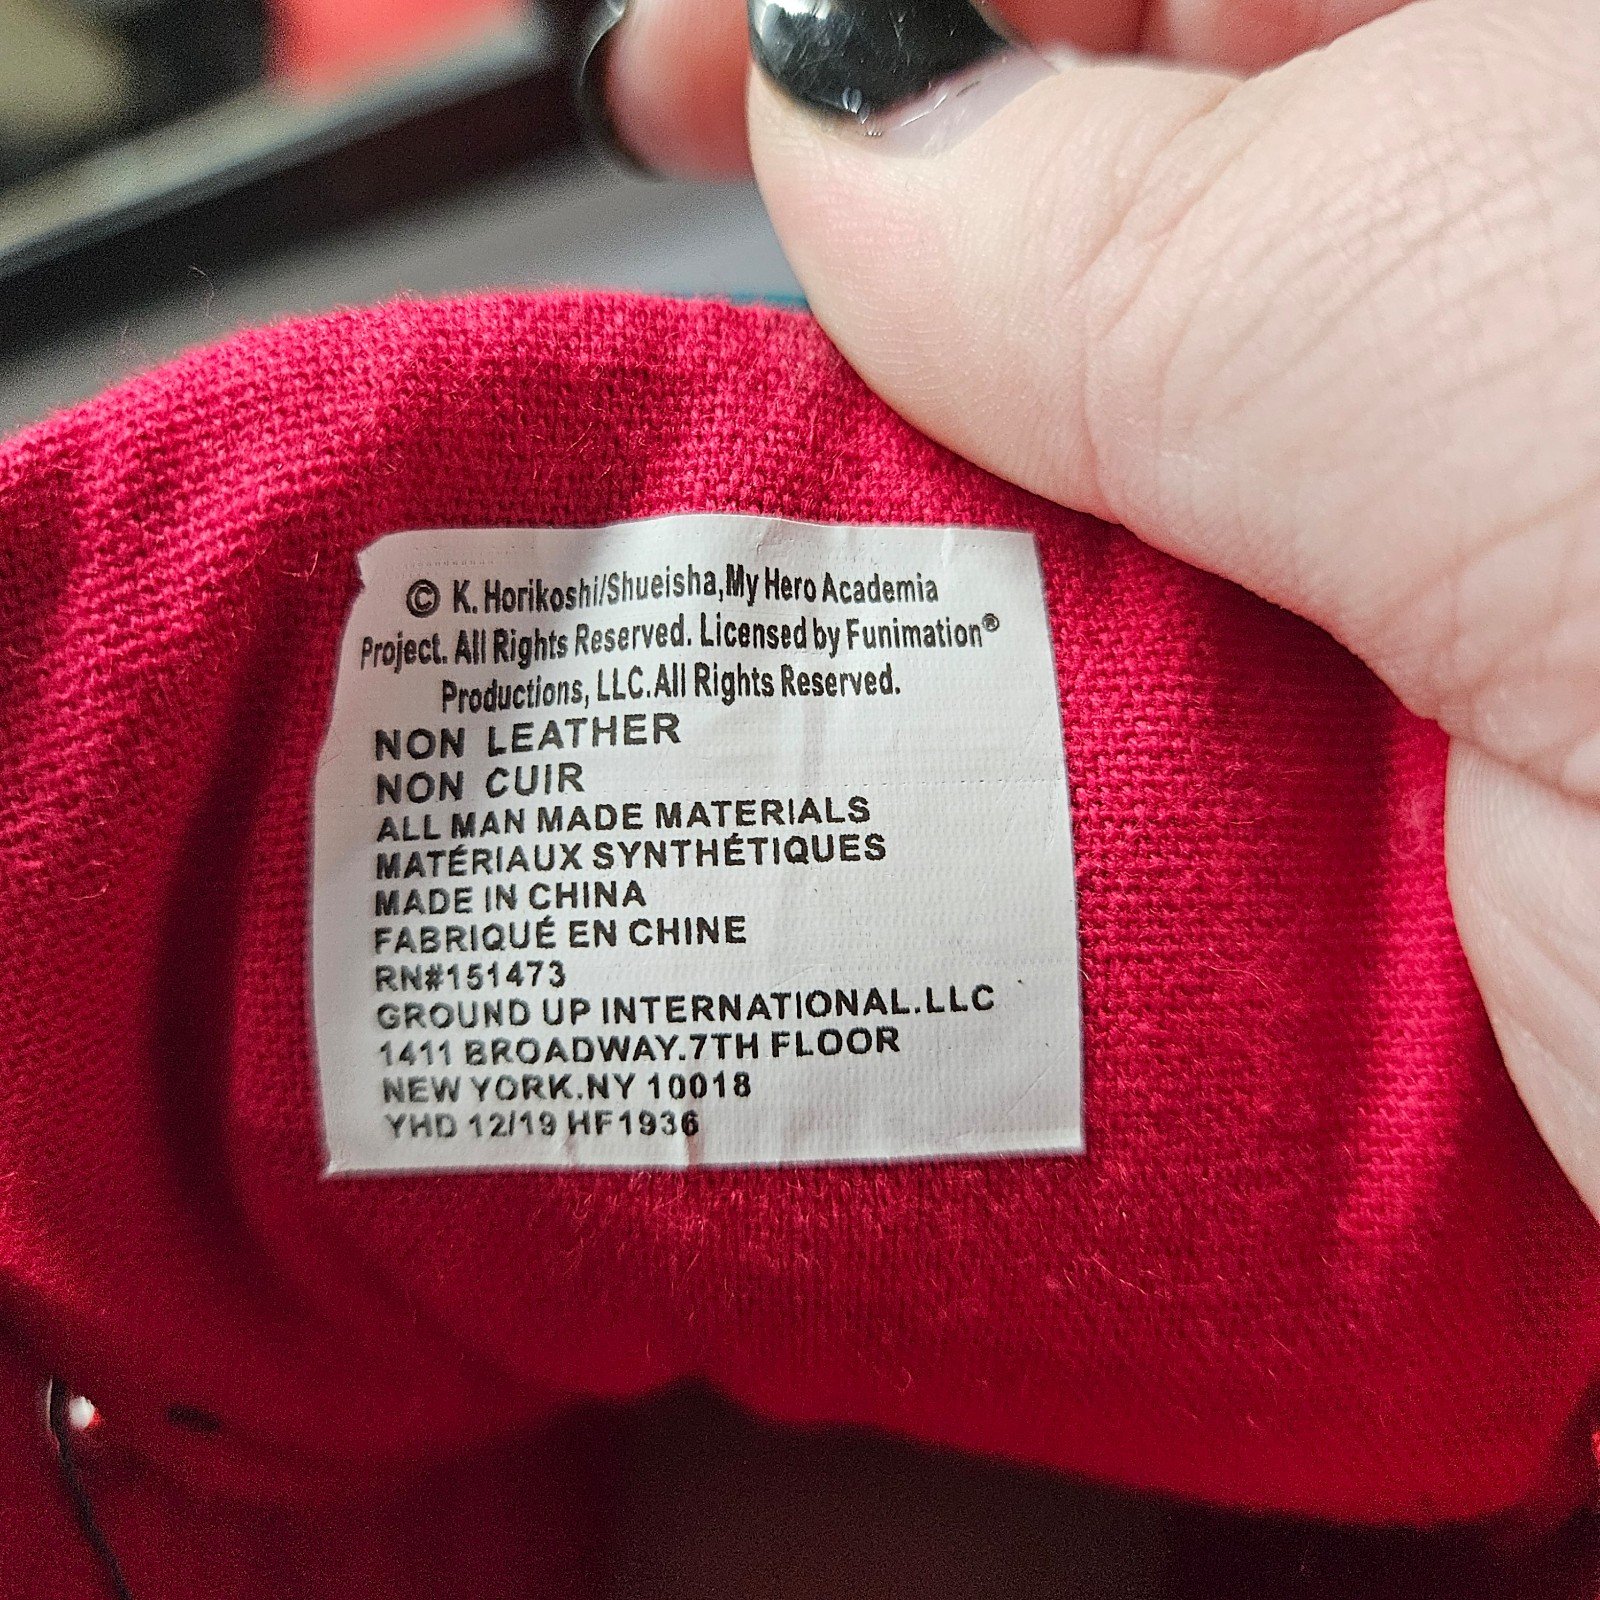 © K. Horikoshi/Shueisha,My Hero Academia
Project. All Rights Reserved. Licensed by Funimation®
Productions, LLC.All Rights Reserved.
NON LEATHER
NON CUIR
ALL MAN MADE MATERIALS
MATÉRIAUX SYNTHÉTIQUES
MADE IN CHINA
FABRIQUÉ EN CHINE
RN#151473
GROUND UP INTERNATIONAL.LLC
1411 BROADWAY.7TH FLOOR
NEW YORK.NY 10018
YHD 12/19 HF1936